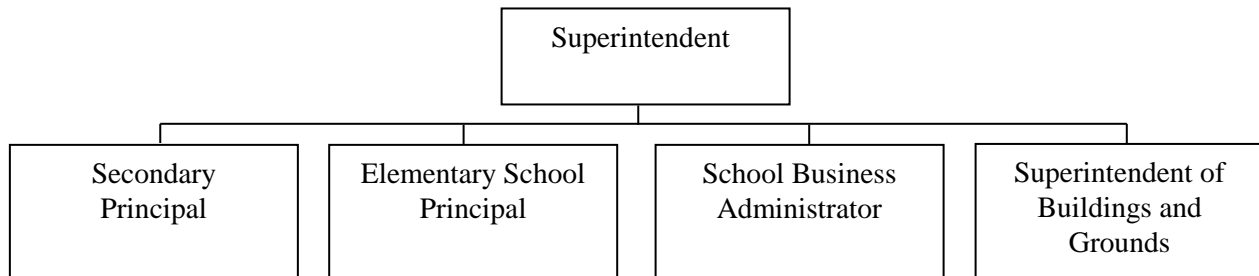 Superintendent
Secondary
Principal
Elementary School
Principal
School Business
Administrator
Superintendent of
Buildings and
Grounds